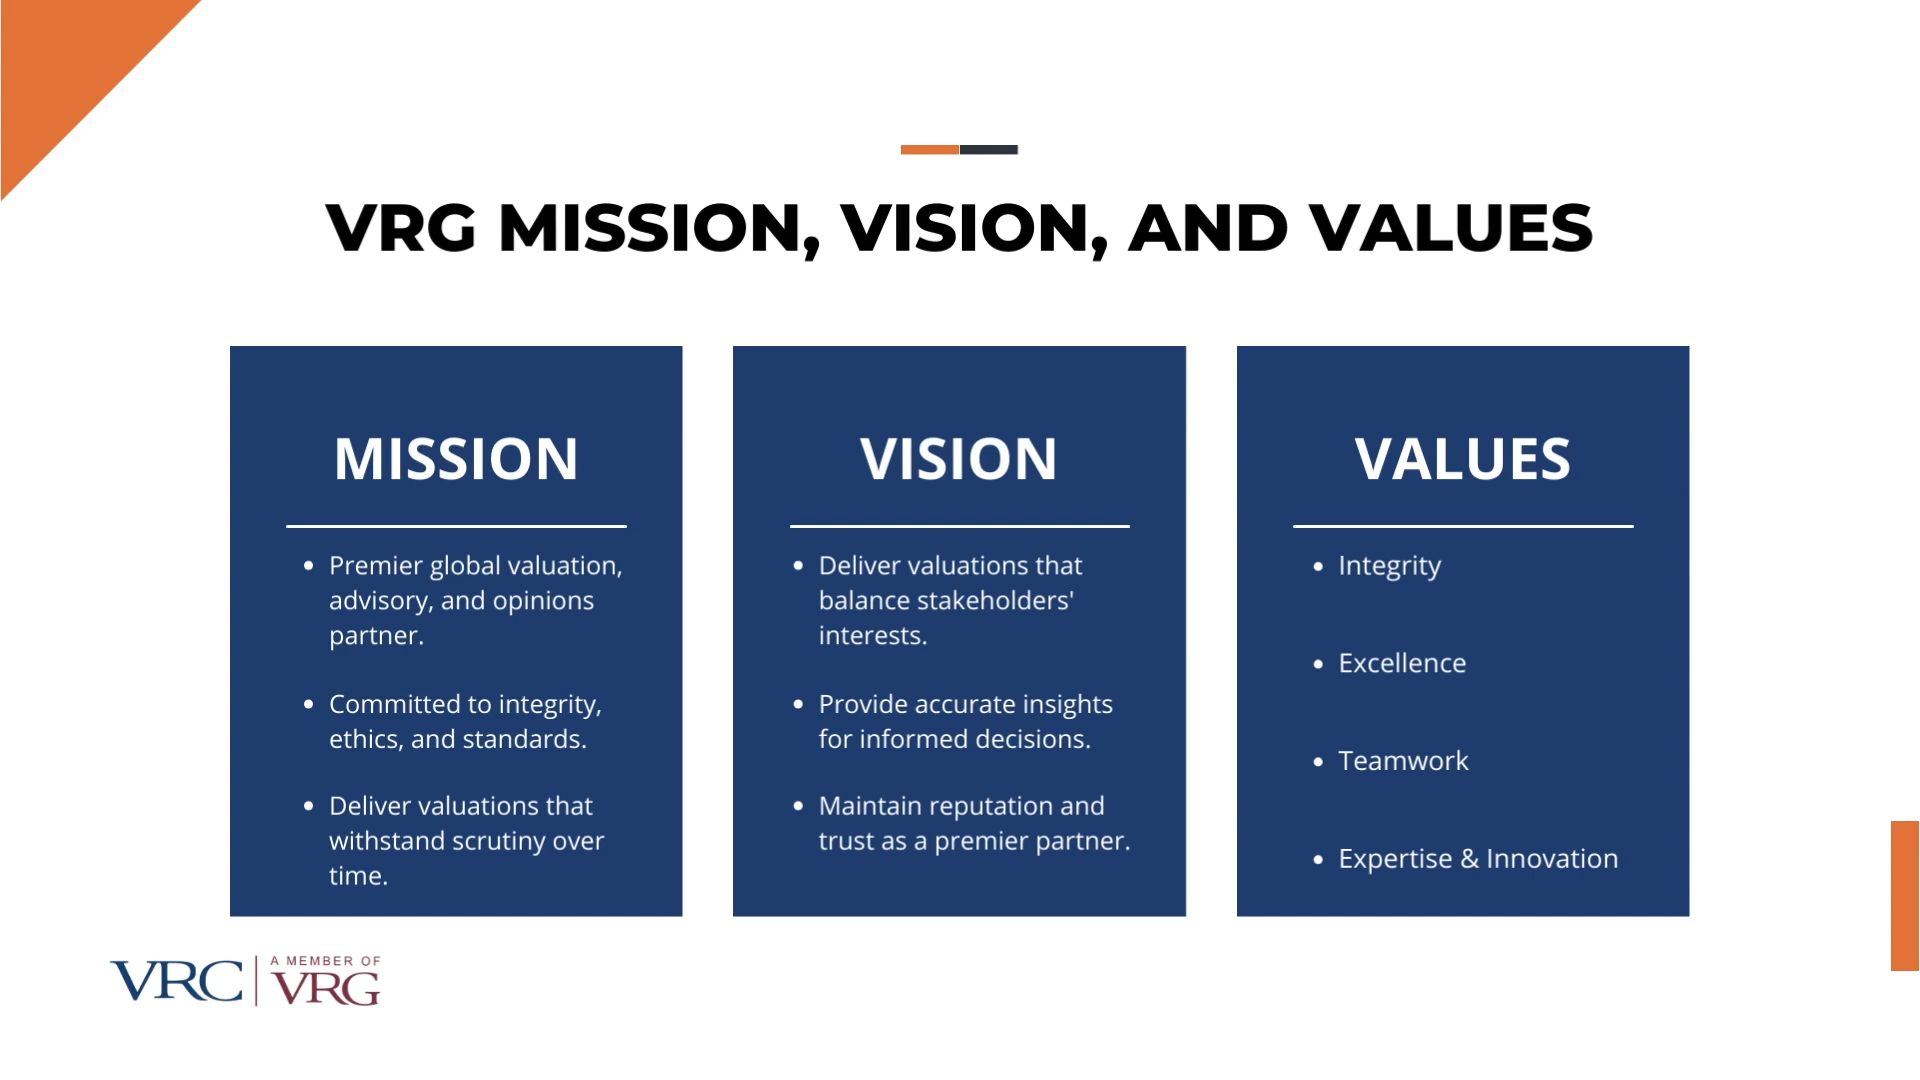 VRG MISSION, VISION, AND VALUES
MISSION
• Premier global valuation,
advisory, and opinions
partner.
• Committed to integrity,
ethics, and standards.
• Deliver valuations that
withstand scrutiny over
time.
VISION
• Deliver valuations that
balance stakeholders'
interests.
• Provide accurate insights
for informed decisions.
• Maintain reputation and
trust as a premier partner.
VALUES
• Integrity
• Excellence
• Teamwork
• Expertise & Innovation
VRC
A MEMBER OF
VRG